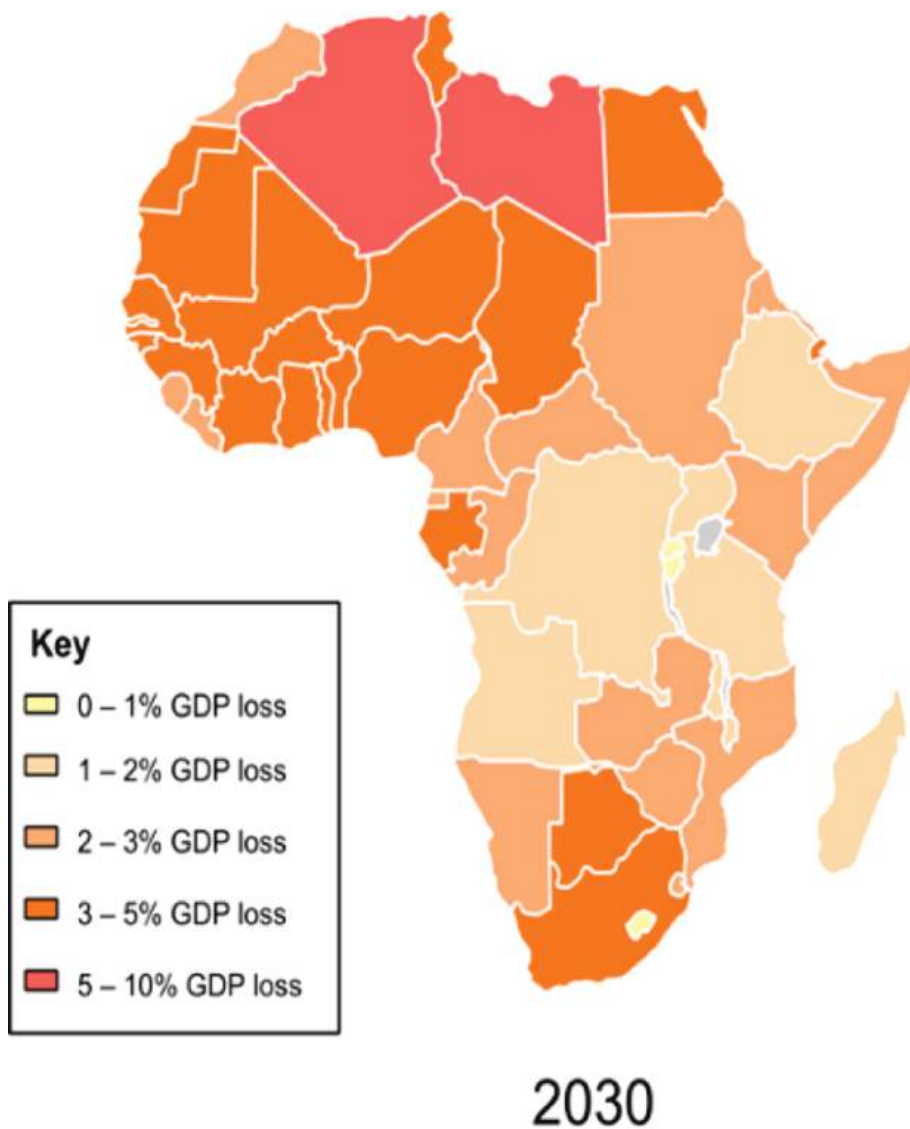 Key
0 – 1% GDP loss
1 – 2% GDP loss
2 – 3% GDP loss
3 – 5% GDP loss
5 – 10% GDP loss
2030